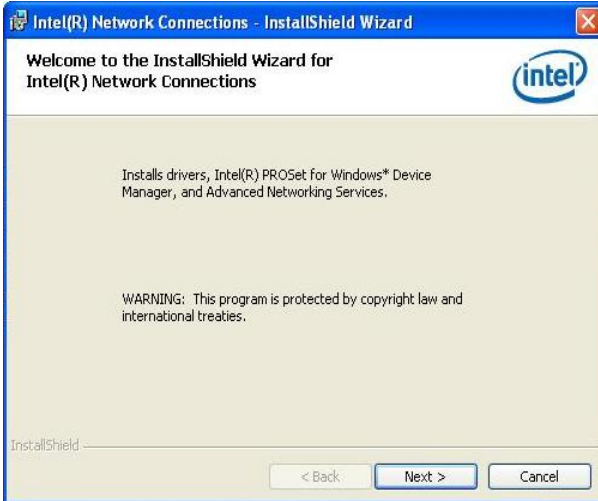 Intel(R) Network Connections - InstallShield Wizard
Welcome to the InstallShield Wizard for
Intel(R) Network Connections
intel
Installs drivers, Intel(R) PROSet for Windows* Device
Manager, and Advanced Networking Services.
WARNING: This program is protected by copyright law and
international treaties.
InstallShield
< Back
Next >
Cancel